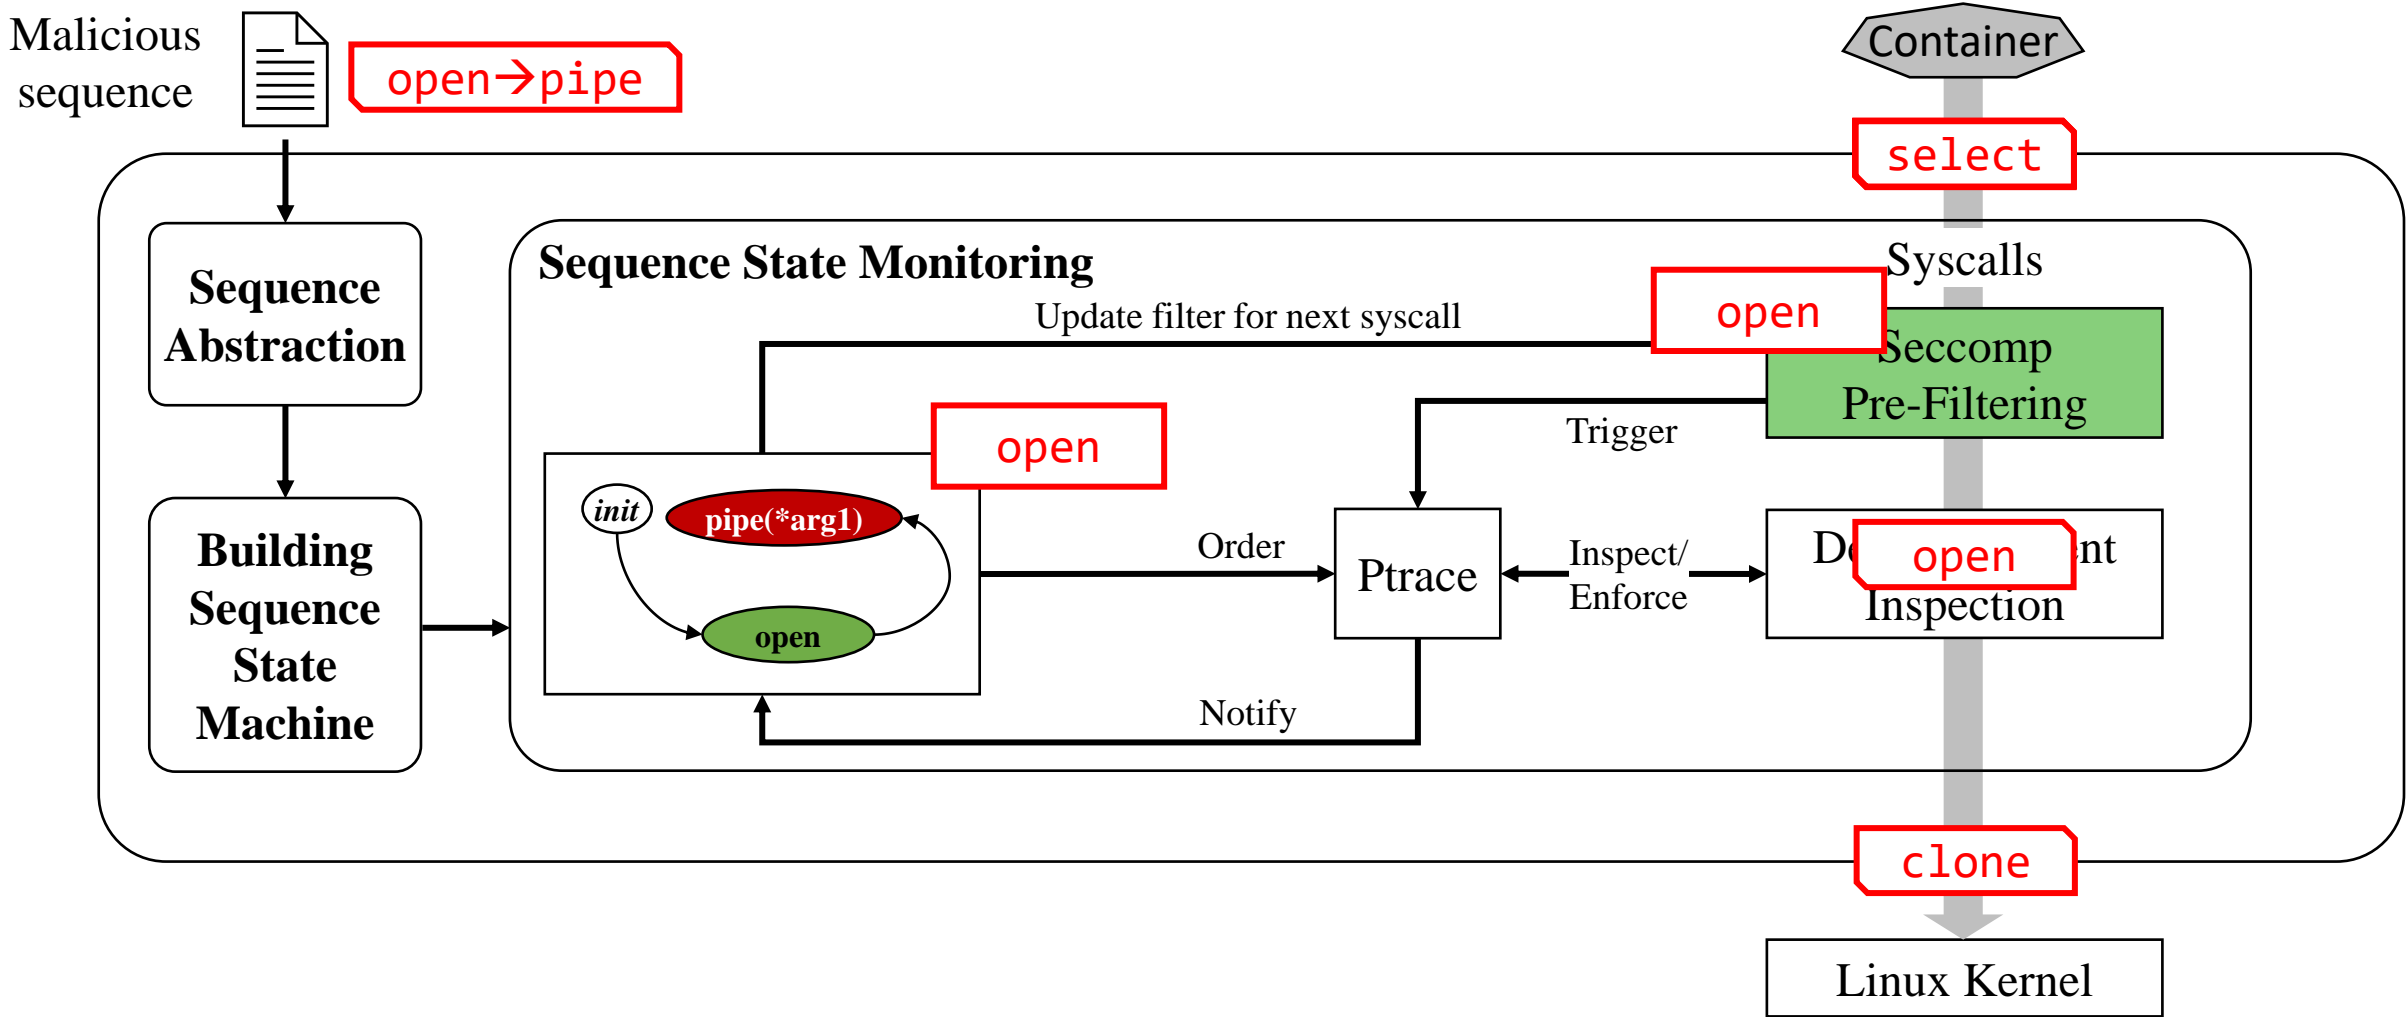 Malicious
sequence
open→pipe
Container
select
Sequence
Abstraction
Building
Sequence
State
Machine
Sequence State Monitoring
Syscalls
Update filter for next syscall
open
Seccomp
Pre-Filtering
Trigger
open
init
pipe(*arg1)
open
Order
Ptrace
Inspect/
Enforce
open
Inspection
Notify
clone
Linux Kernel